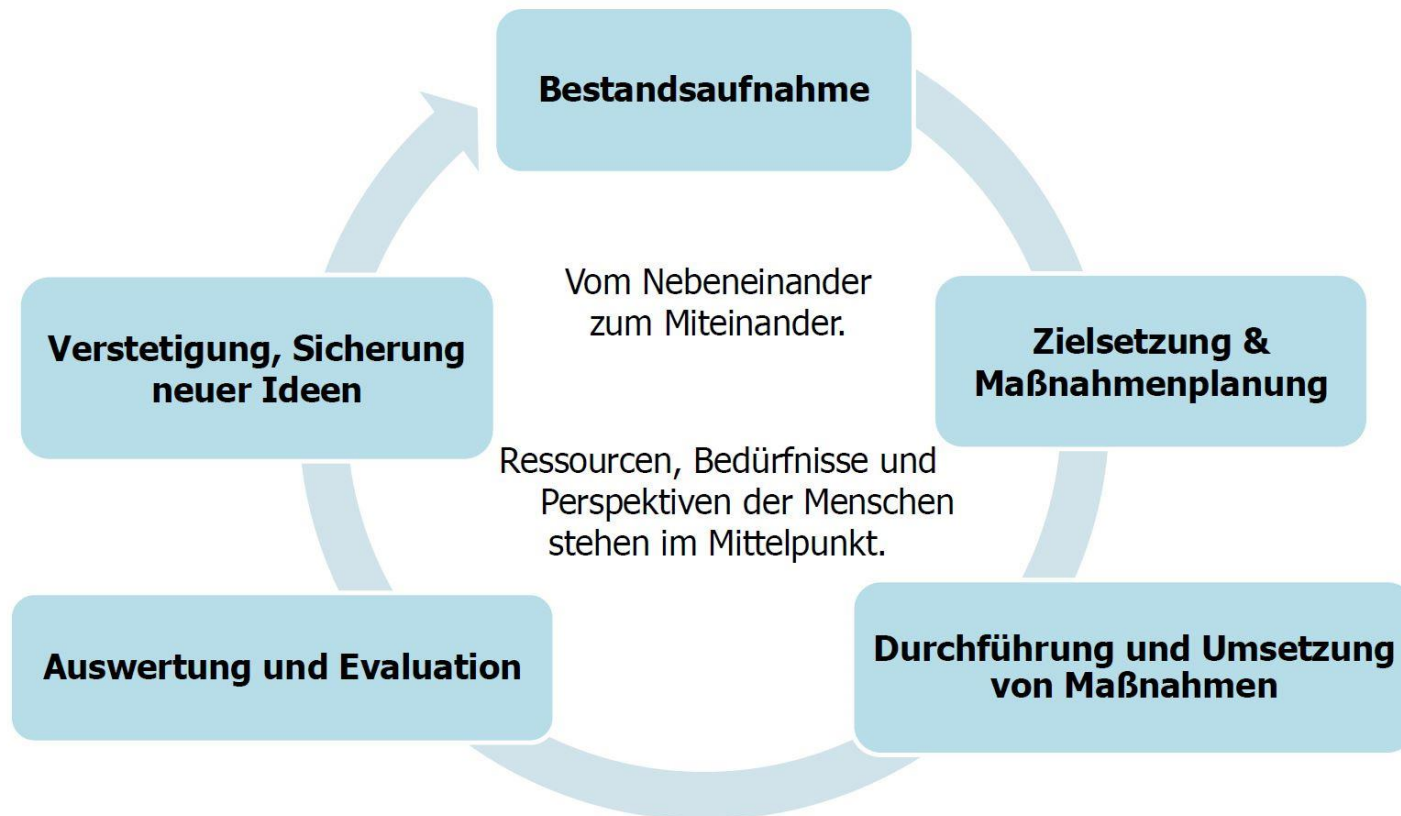 Bestandsaufnahme
Vom Nebeneinander
zum Miteinander.
Zielsetzung &
Maßnahmenplanung
Verstetigung, Sicherung
neuer Ideen
Ressourcen, Bedürfnisse und
Perspektiven der Menschen
stehen im Mittelpunkt.
Durchführung und Umsetzung
von Maßnahmen
Auswertung und Evaluation